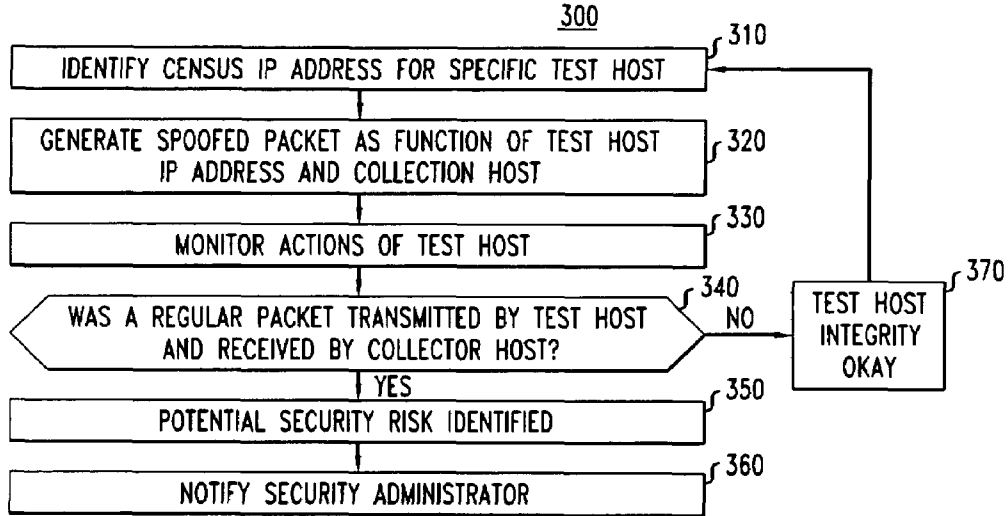 300
310
IDENTIFY CENSUS IP ADDRESS FOR SPECIFIC TEST HOST
GENERATE SPOOFED PACKET AS FUNCTION OF TEST HOST
IP ADDRESS AND COLLECTION HOST
320
330
MONITOR ACTIONS OF TEST HOST
340
WAS A REGULAR PACKET TRANSMITTED BY TEST HOST
AND RECEIVED BY COLLECTOR HOST?
NO
370
TEST HOST
INTEGRITY
OKAY
YES
350
POTENTIAL SECURITY RISK IDENTIFIED
360
NOTIFY SECURITY ADMINISTRATOR